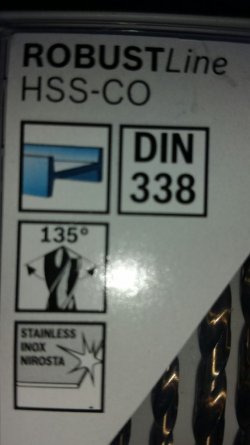 ROBUSTLine
HSS-CO
DIN
338
135°
STAINLESS
INOX
NIROSTA